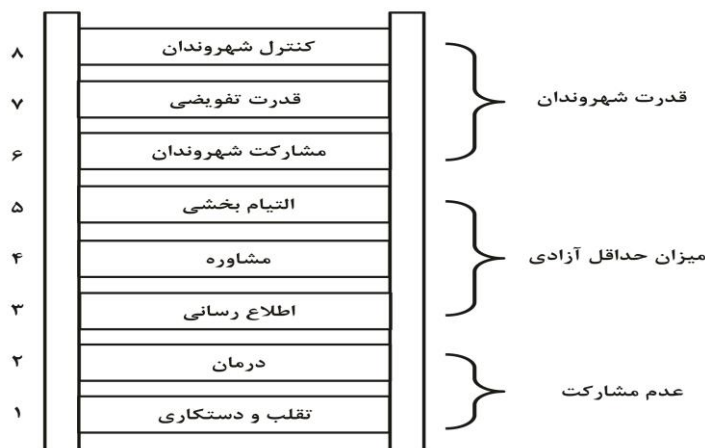 ۸ کنترل شهروندان
۷ قدرت تفویضی
۶ مشارکت شهروندان
قدرت شهروندان
۵ التیام بخشی
۴ مشاوره
۳ اطلاع رسانی
میزان حداقل آزادی
۲ درمان
۱ تقلب و دستکاری
عدم مشارکت